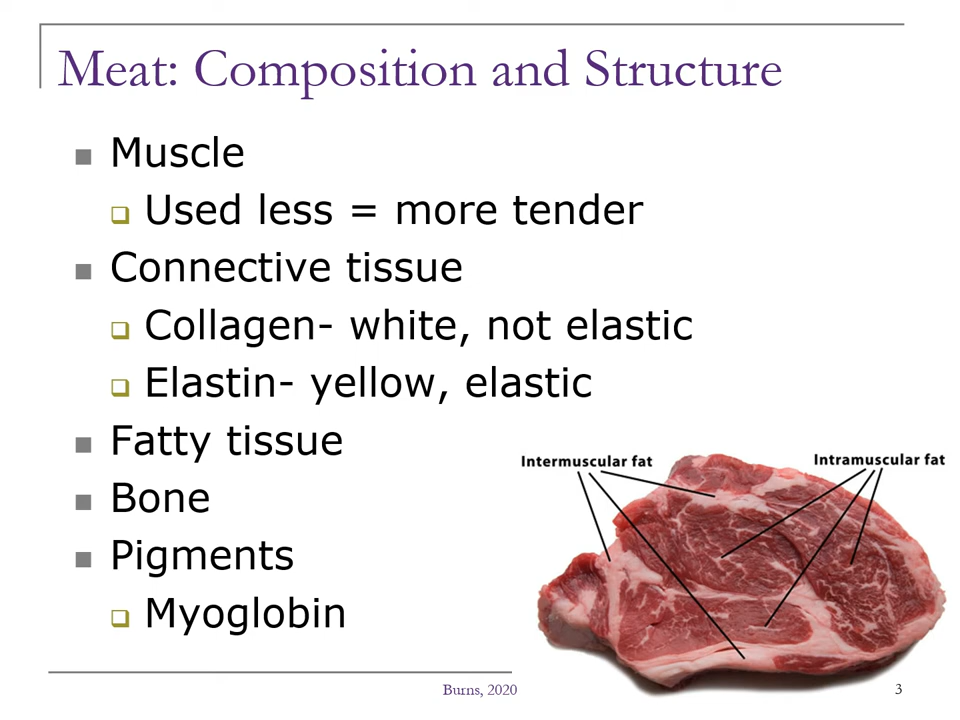 Meat: Composition and Structure
Muscle
Used less = more tender
Connective tissue
Collagen- white, not elastic
Elastin- yellow, elastic
Fatty tissue
Bone
Pigments
Myoglobin
Intermuscular fat
Intramuscular fat
Burns, 2020
3